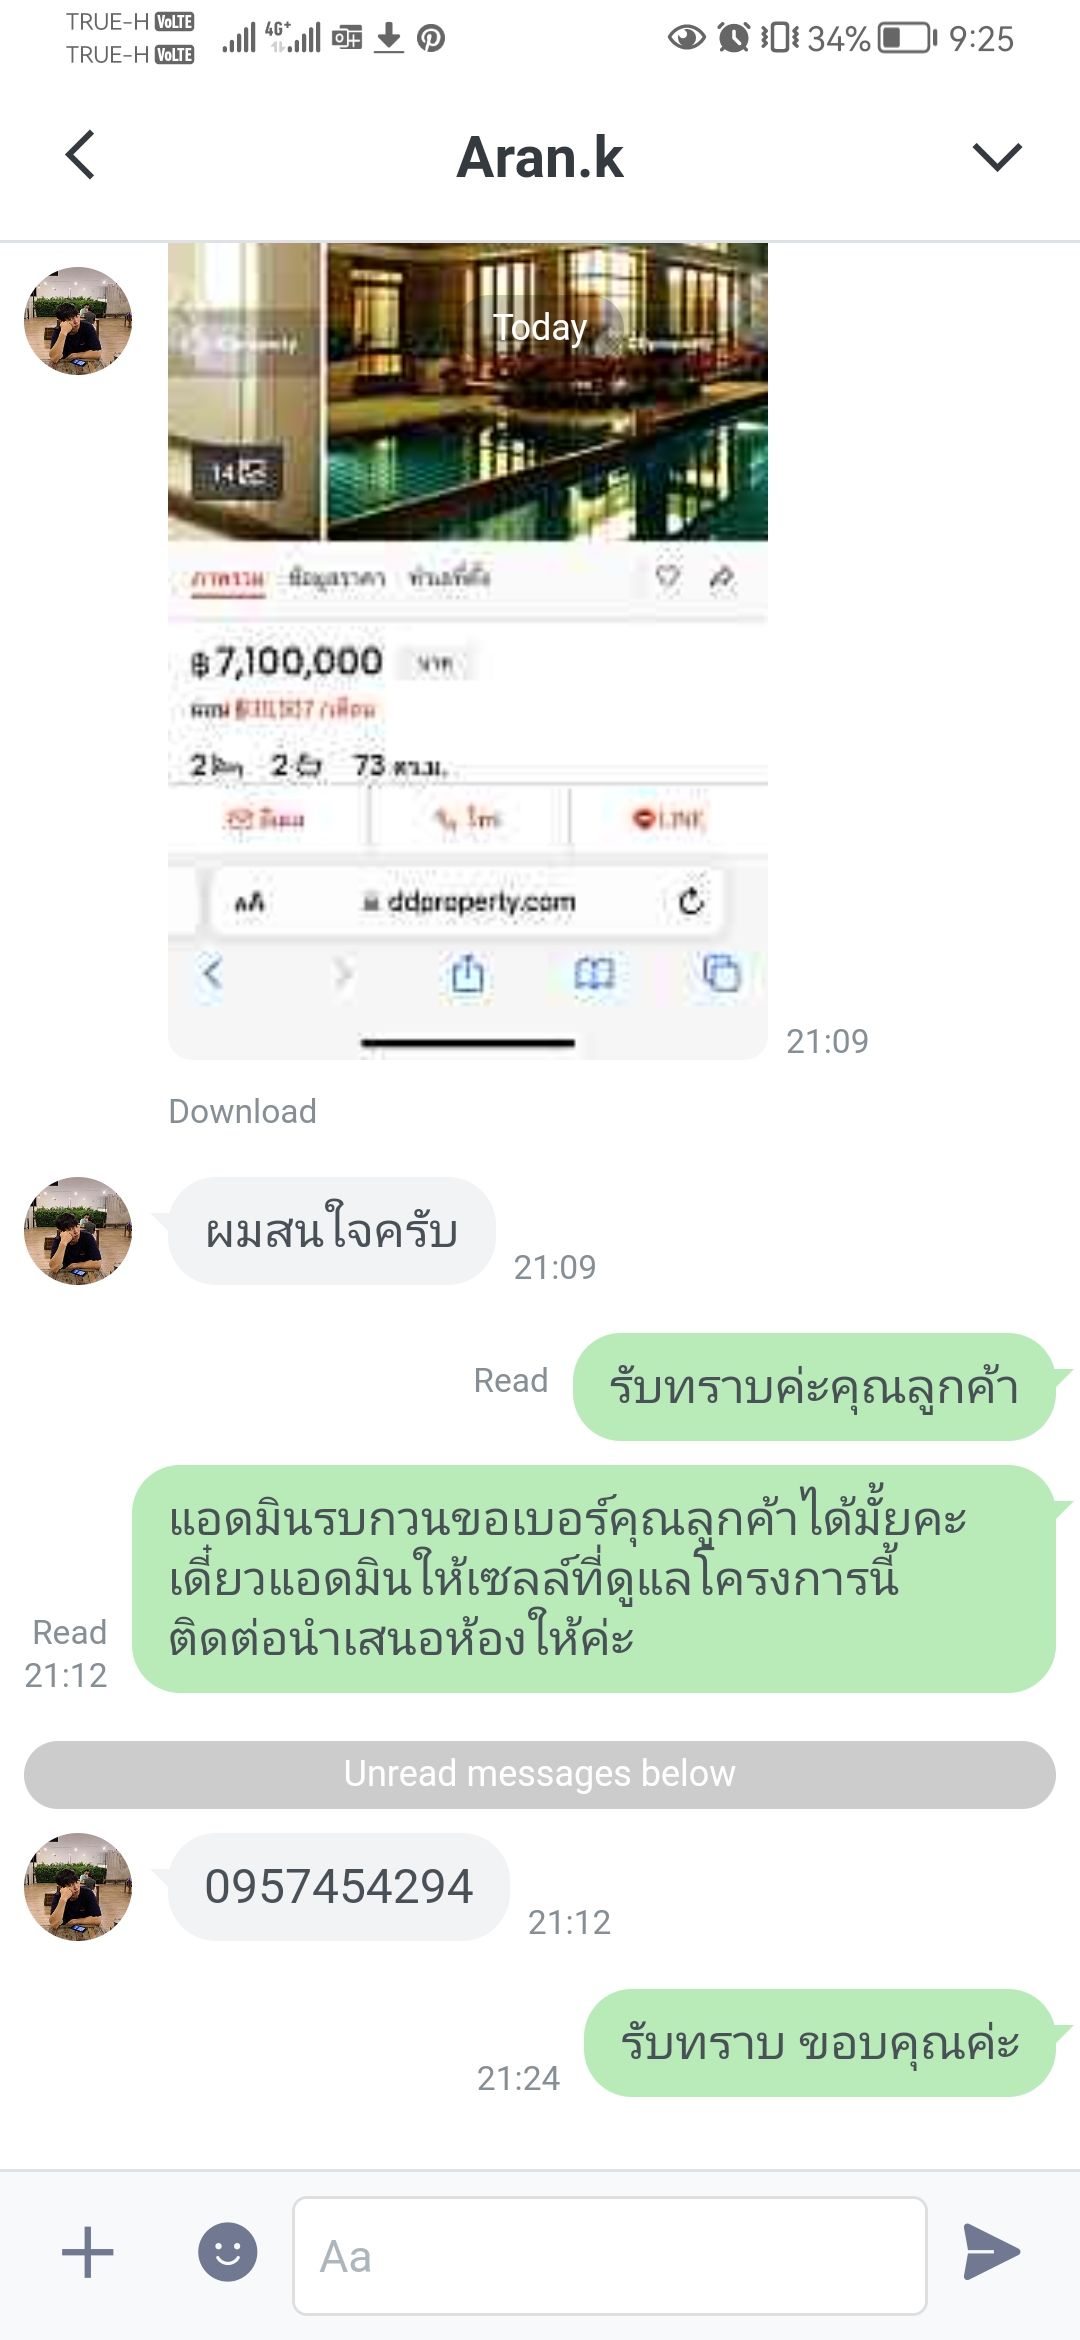 TRUE-H VoLTE
TRUE-H VoLTE
4G+
34%
9:25
Aran.k
Today
14
ภาพรวม ข้อมูลราคา ทำเลที่ตั้ง
฿7,100,000
/เดือน
2 2 73 ตร.ม.
อีเมล โทร LINE
AA ddproperty.com
21:09
Download
ผมสนใจครับ
21:09
Read
รับทราบค่ะคุณลูกค้า
แอดมินรบกวนขอเบอร์คุณลูกค้าได้มั้ยคะ
เดี๋ยวแอดมินให้เซลล์ที่ดูแลโครงการนี้
ติดต่อนำเสนอห้องให้ค่ะ
Read
21:12
Unread messages below
0957454294
21:12
รับทราบ ขอบคุณค่ะ
21:24
Aa